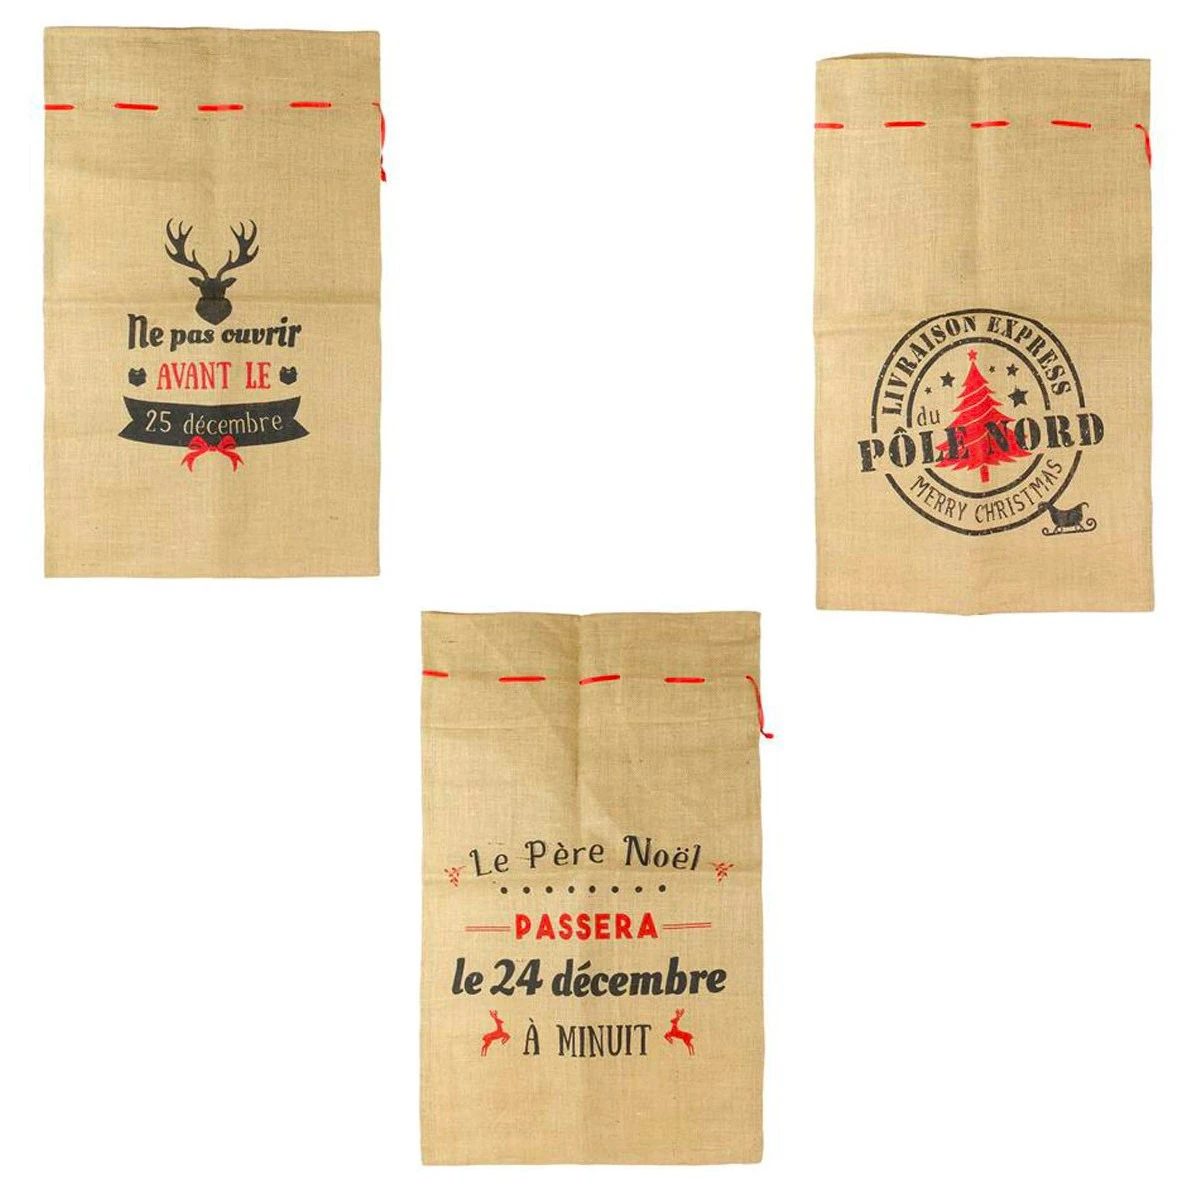 Ne pas ouvrir
AVANT LE
25 décembre
LIVRAISON EXPRESS
du
PÔLE NORD
MERRY CHRISTMAS
Le Père Noël
PASSERA
le 24 décembre
À MINUIT